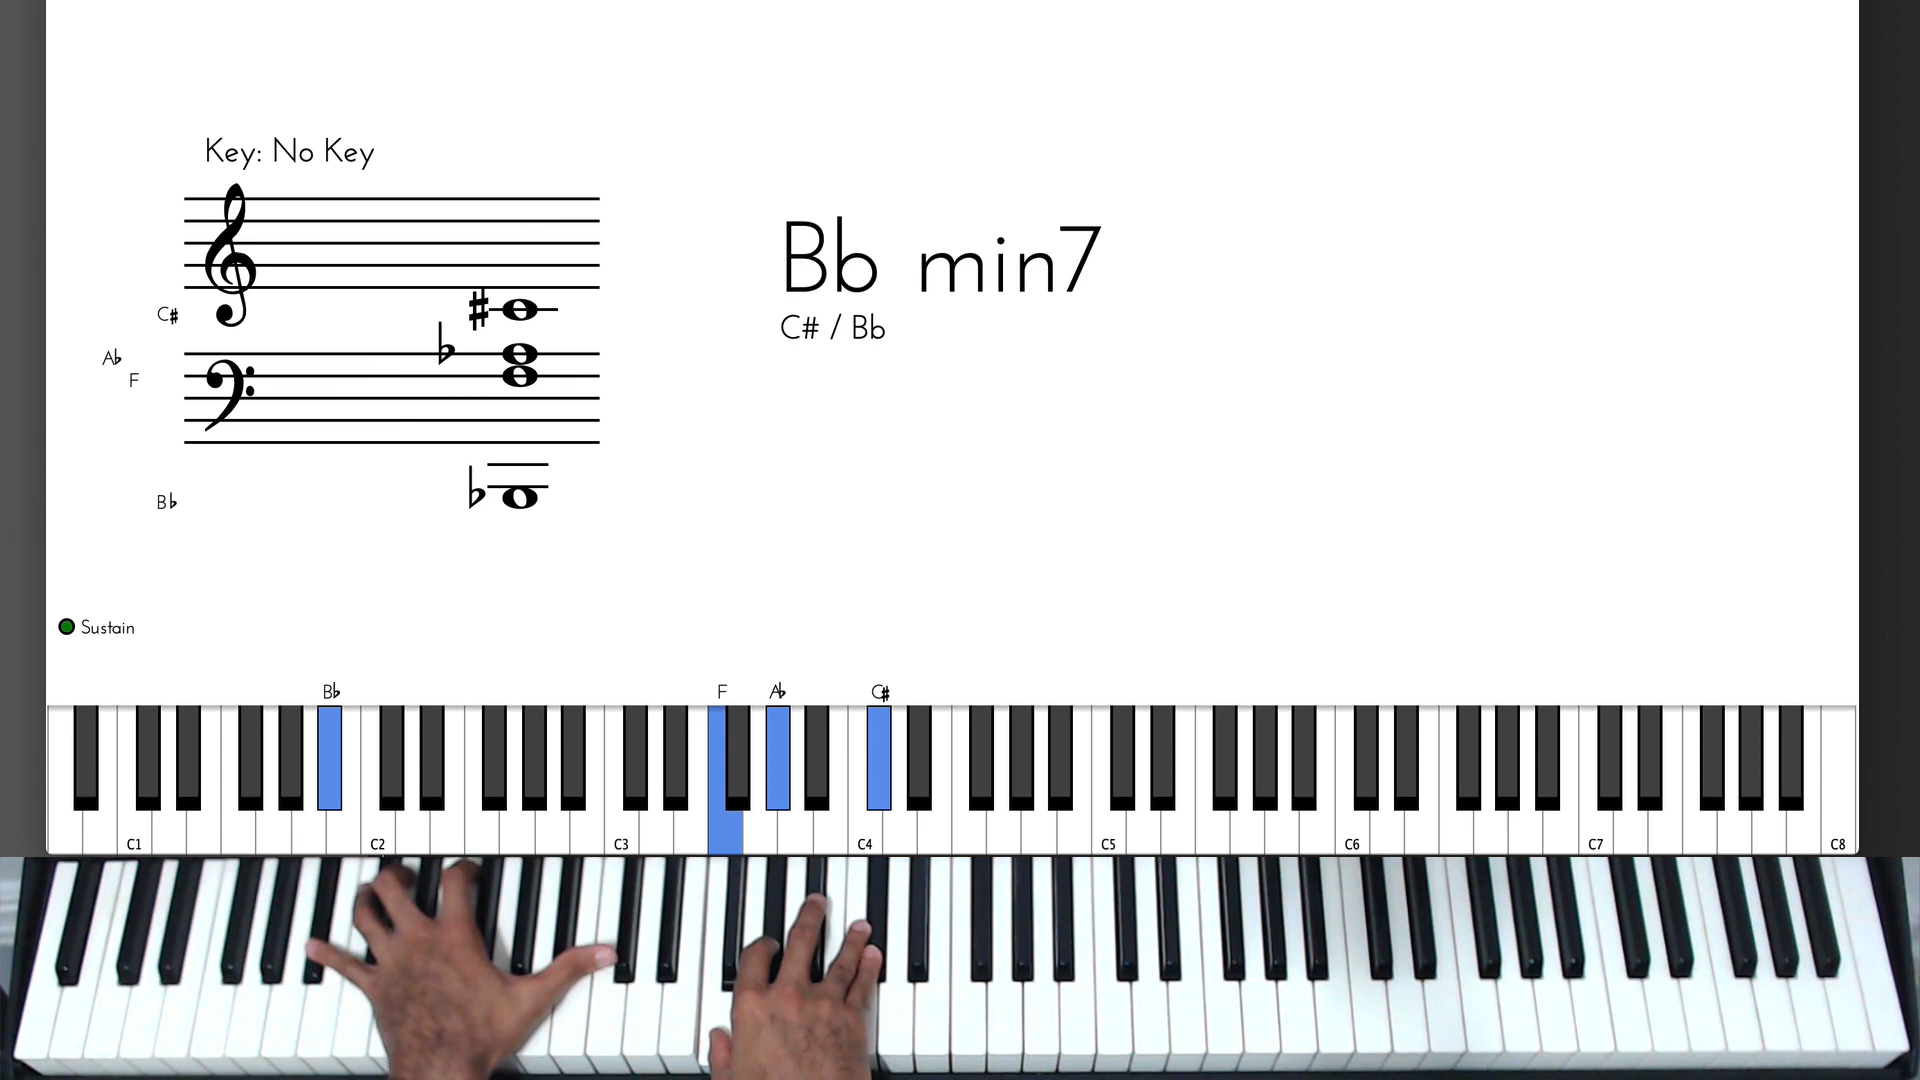 Key: No Key
Bb min7
C# / Bb
C♯
A♭
F
B♭
Sustain
B♭ F A♭ C♯
C1 C2 C3 C4 C5 C6 C7 C8